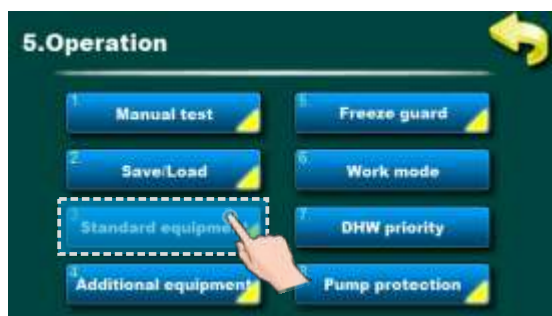 5.Operation
1.
Manual test
2.
Save/Load
3
Standard equipme
4.
Additional equipment
5.
Freeze guard
6.
Work mode
7.
DHW priority
Pump protection